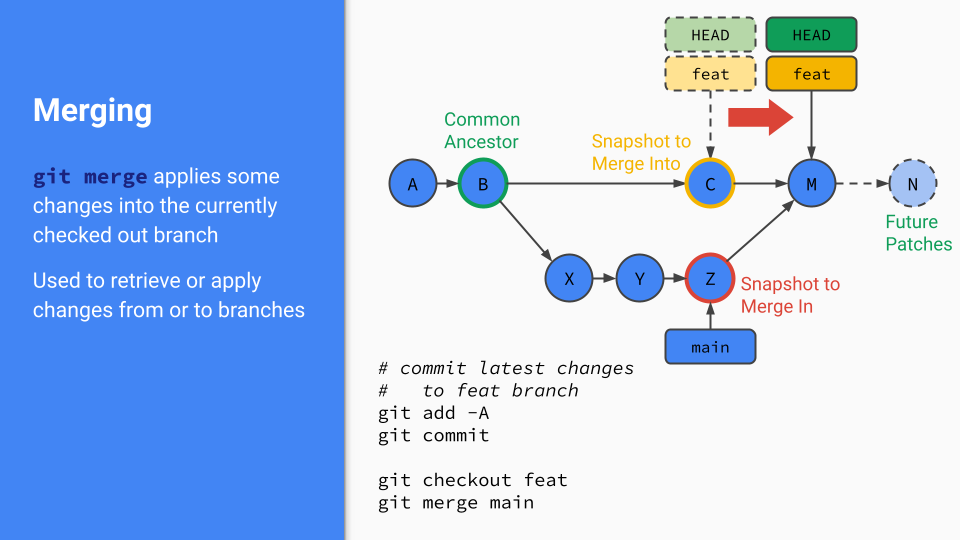 Merging
git merge applies some
changes into the currently
checked out branch
Used to retrieve or apply
changes from or to branches
HEAD
HEAD
feat
feat
Common
Ancestor
Snapshot to
Merge Into
A
B
C
M
N
Future
Patches
X
Y
Z
Snapshot to
Merge In
main
# commit latest changes
#   to feat branch
git add -A
git commit
git checkout feat
git merge main